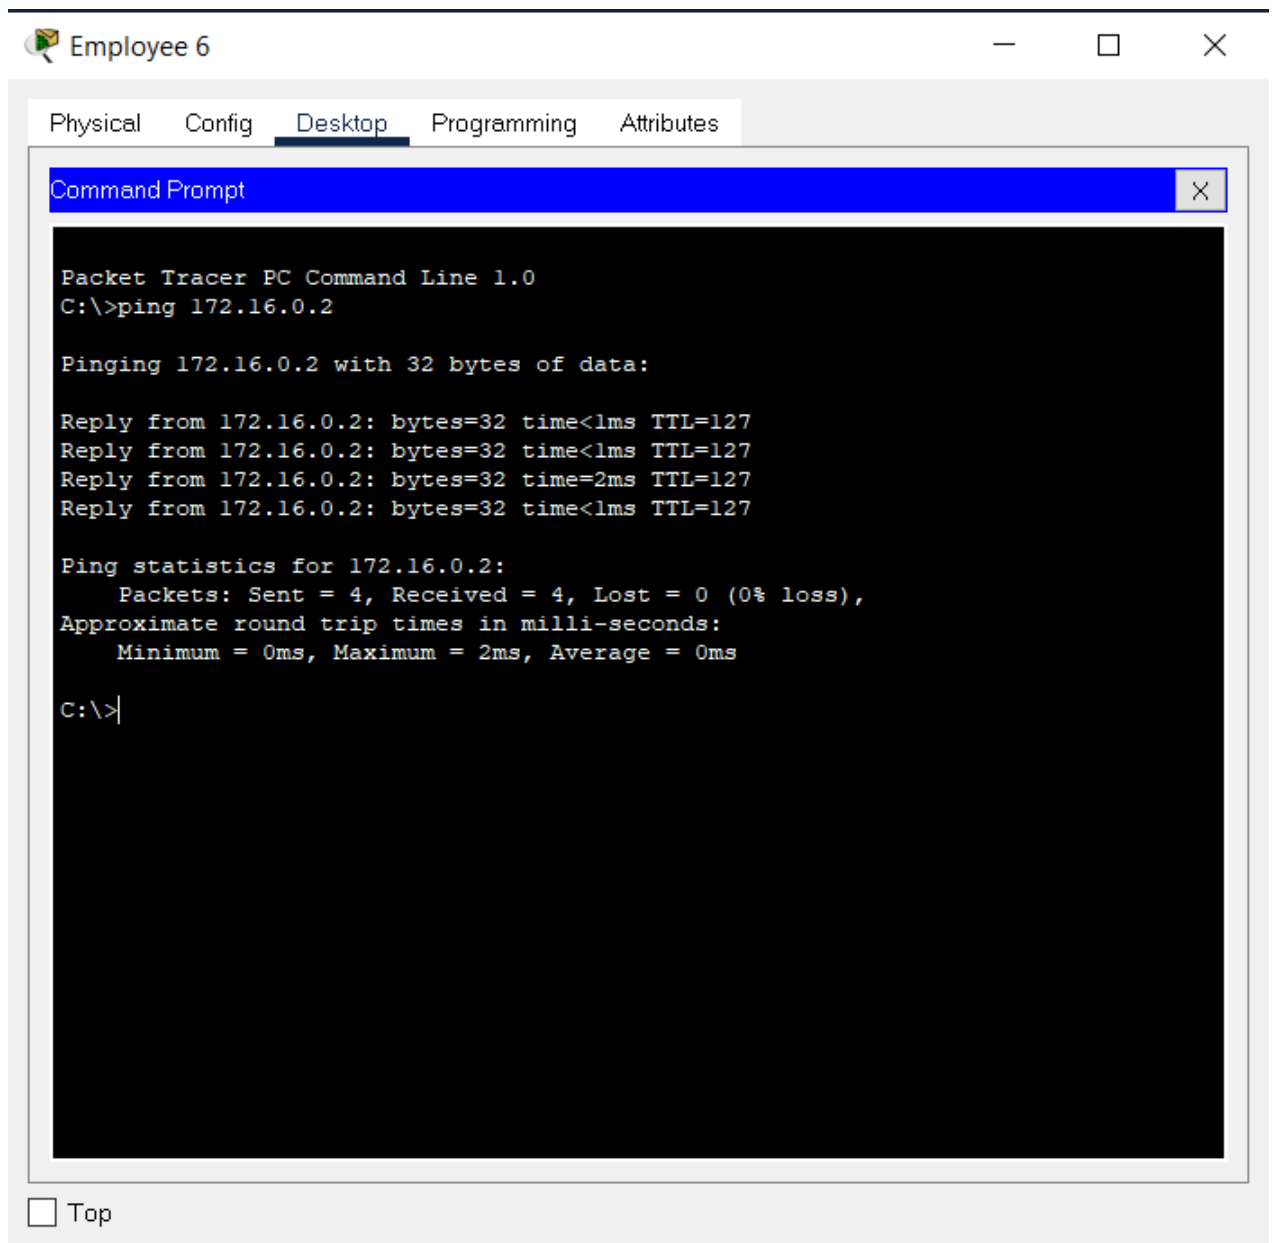 Employee 6
Physical Config Desktop Programming Attributes
Command Prompt
X
Packet Tracer PC Command Line 1.0
C:\>ping 172.16.0.2
Pinging 172.16.0.2 with 32 bytes of data:
Reply from 172.16.0.2: bytes=32 time<1ms TTL=127
Reply from 172.16.0.2: bytes=32 time<1ms TTL=127
Reply from 172.16.0.2: bytes=32 time=2ms TTL=127
Reply from 172.16.0.2: bytes=32 time<1ms TTL=127
Ping statistics for 172.16.0.2:
    Packets: Sent = 4, Received = 4, Lost = 0 (0% loss),
Approximate round trip times in milli-seconds:
    Minimum = 0ms, Maximum = 2ms, Average = 0ms
C:\>
Top